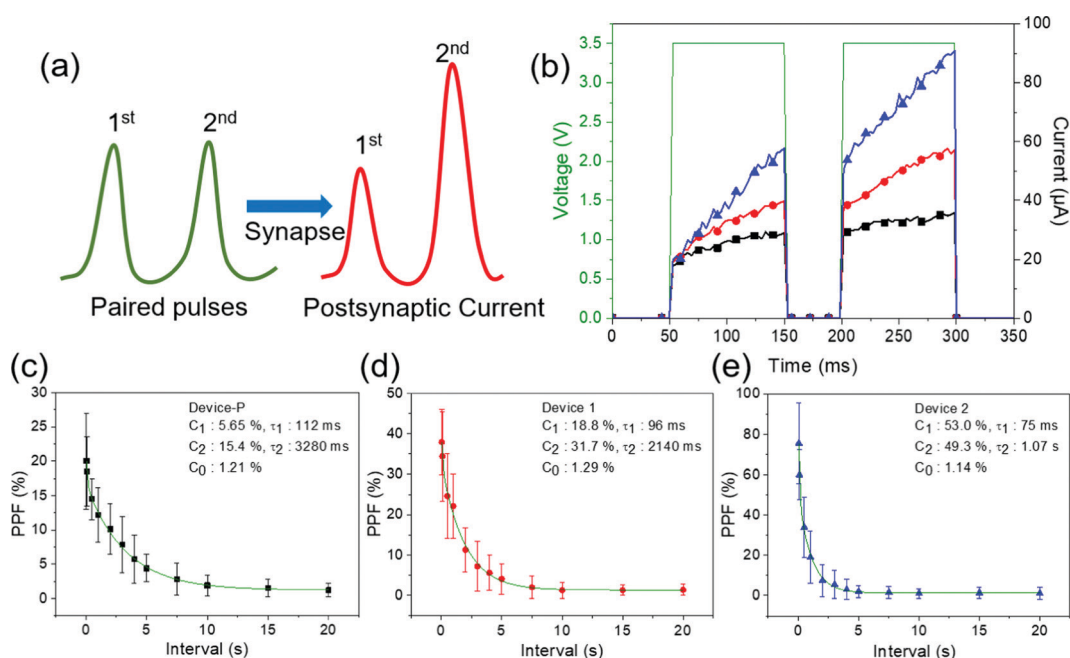 (a)
1st
2nd
Synapse
1st
2nd
Paired pulses
Postsynaptic Current
(b)
Voltage (V)
3.5
3.0
2.5
2.0
1.5
1.0
0.5
0.0
100
80
60
40
20
0
Current (μA)
0 50 100 150 200 250 300 350
Time (ms)
(c)
PPF (%)
30
25
20
15
10
5
0
Device-P
C1 : 5.65 %, τ1 : 112 ms
C2 : 15.4 %, τ2 : 3280 ms
C0 : 1.21 %
0 5 10 15 20
Interval (s)
(d)
PPF (%)
50
40
30
20
10
0
Device 1
C1 : 18.8 %, τ1 : 96 ms
C2 : 31.7 %, τ2 : 2140 ms
C0 : 1.29 %
0 5 10 15 20
Interval (s)
(e)
PPF (%)
100
80
60
40
20
0
Device 2
C1 : 53.0 %, τ1 : 75 ms
C2 : 49.3 %, τ2 : 1.07 s
C0 : 1.14 %
0 5 10 15 20
Interval (s)